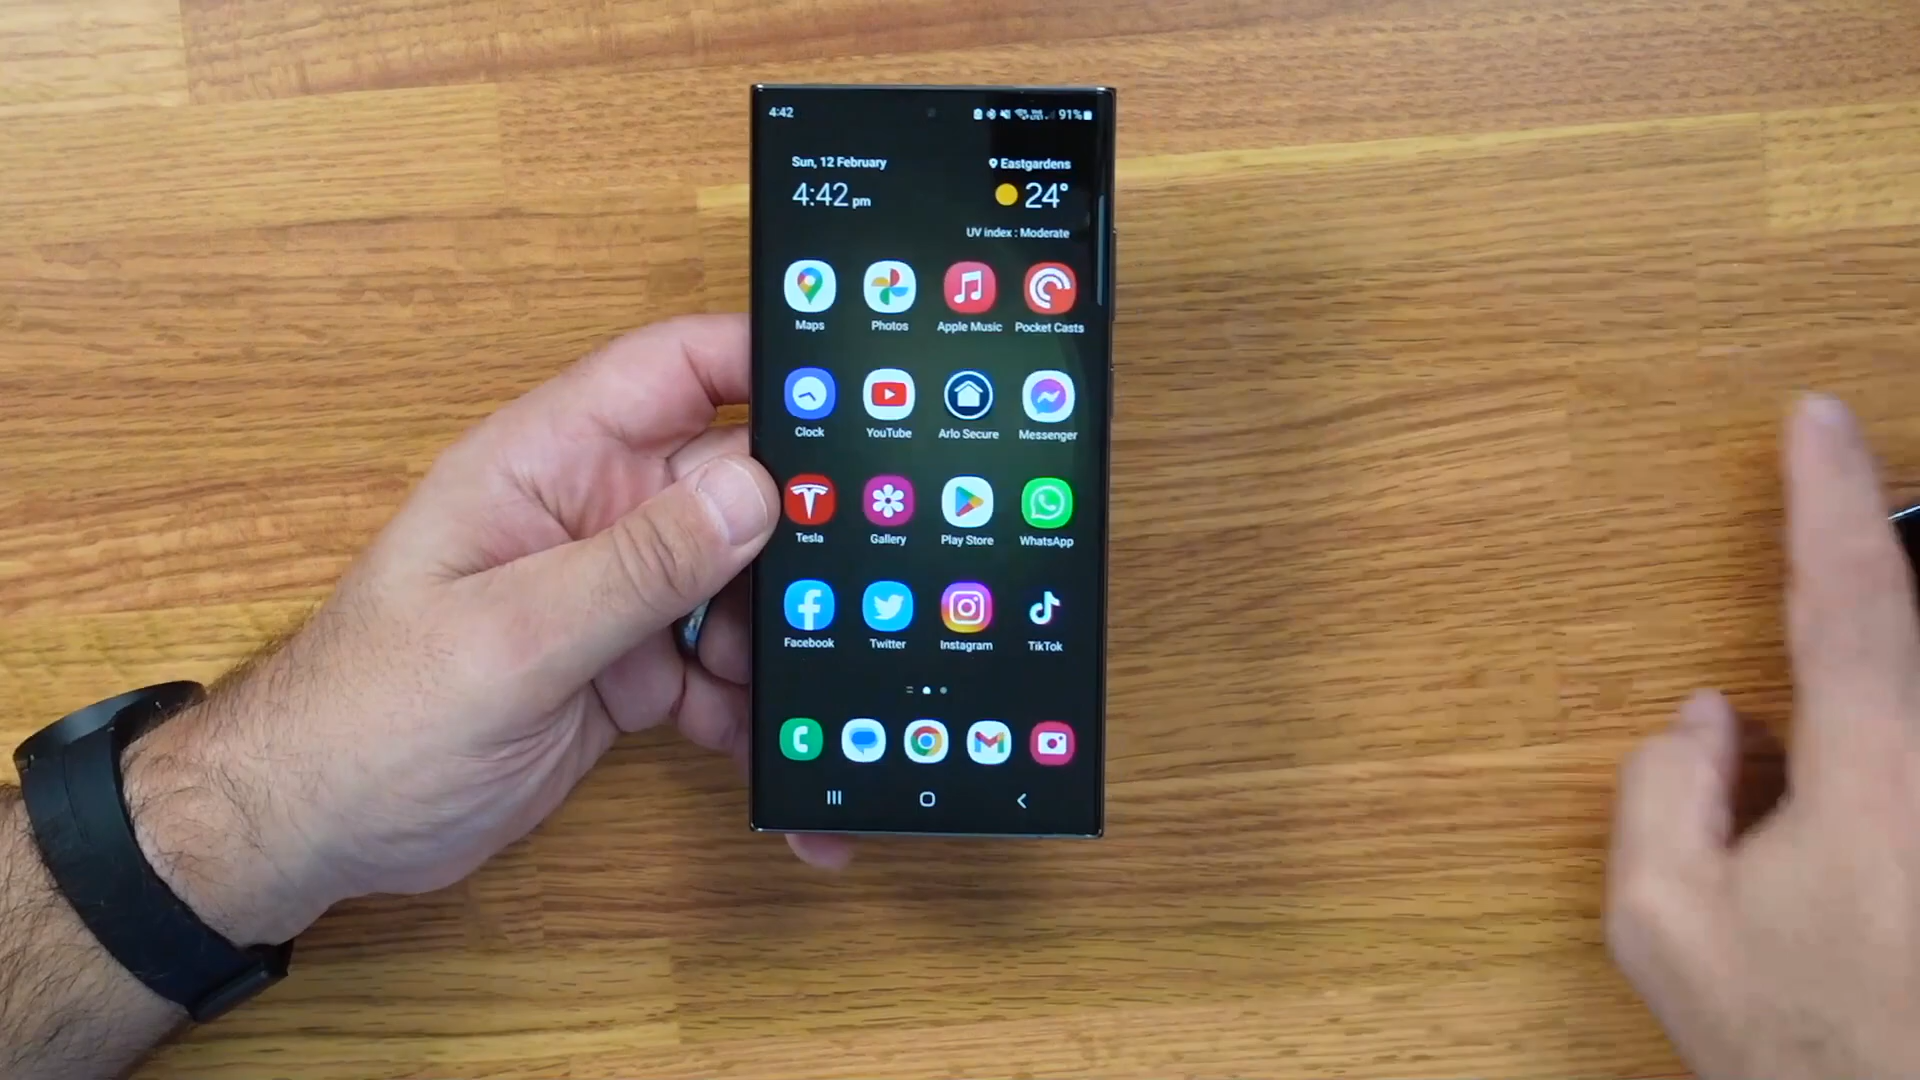 4:42
91%
Sun, 12 February
Eastgardens
4:42 pm
24°
UV index : Moderate
Maps
Photos
Apple Music
Pocket Casts
Clock
YouTube
Arlo Secure
Messenger
Tesla
Gallery
Play Store
WhatsApp
Facebook
Twitter
Instagram
TikTok